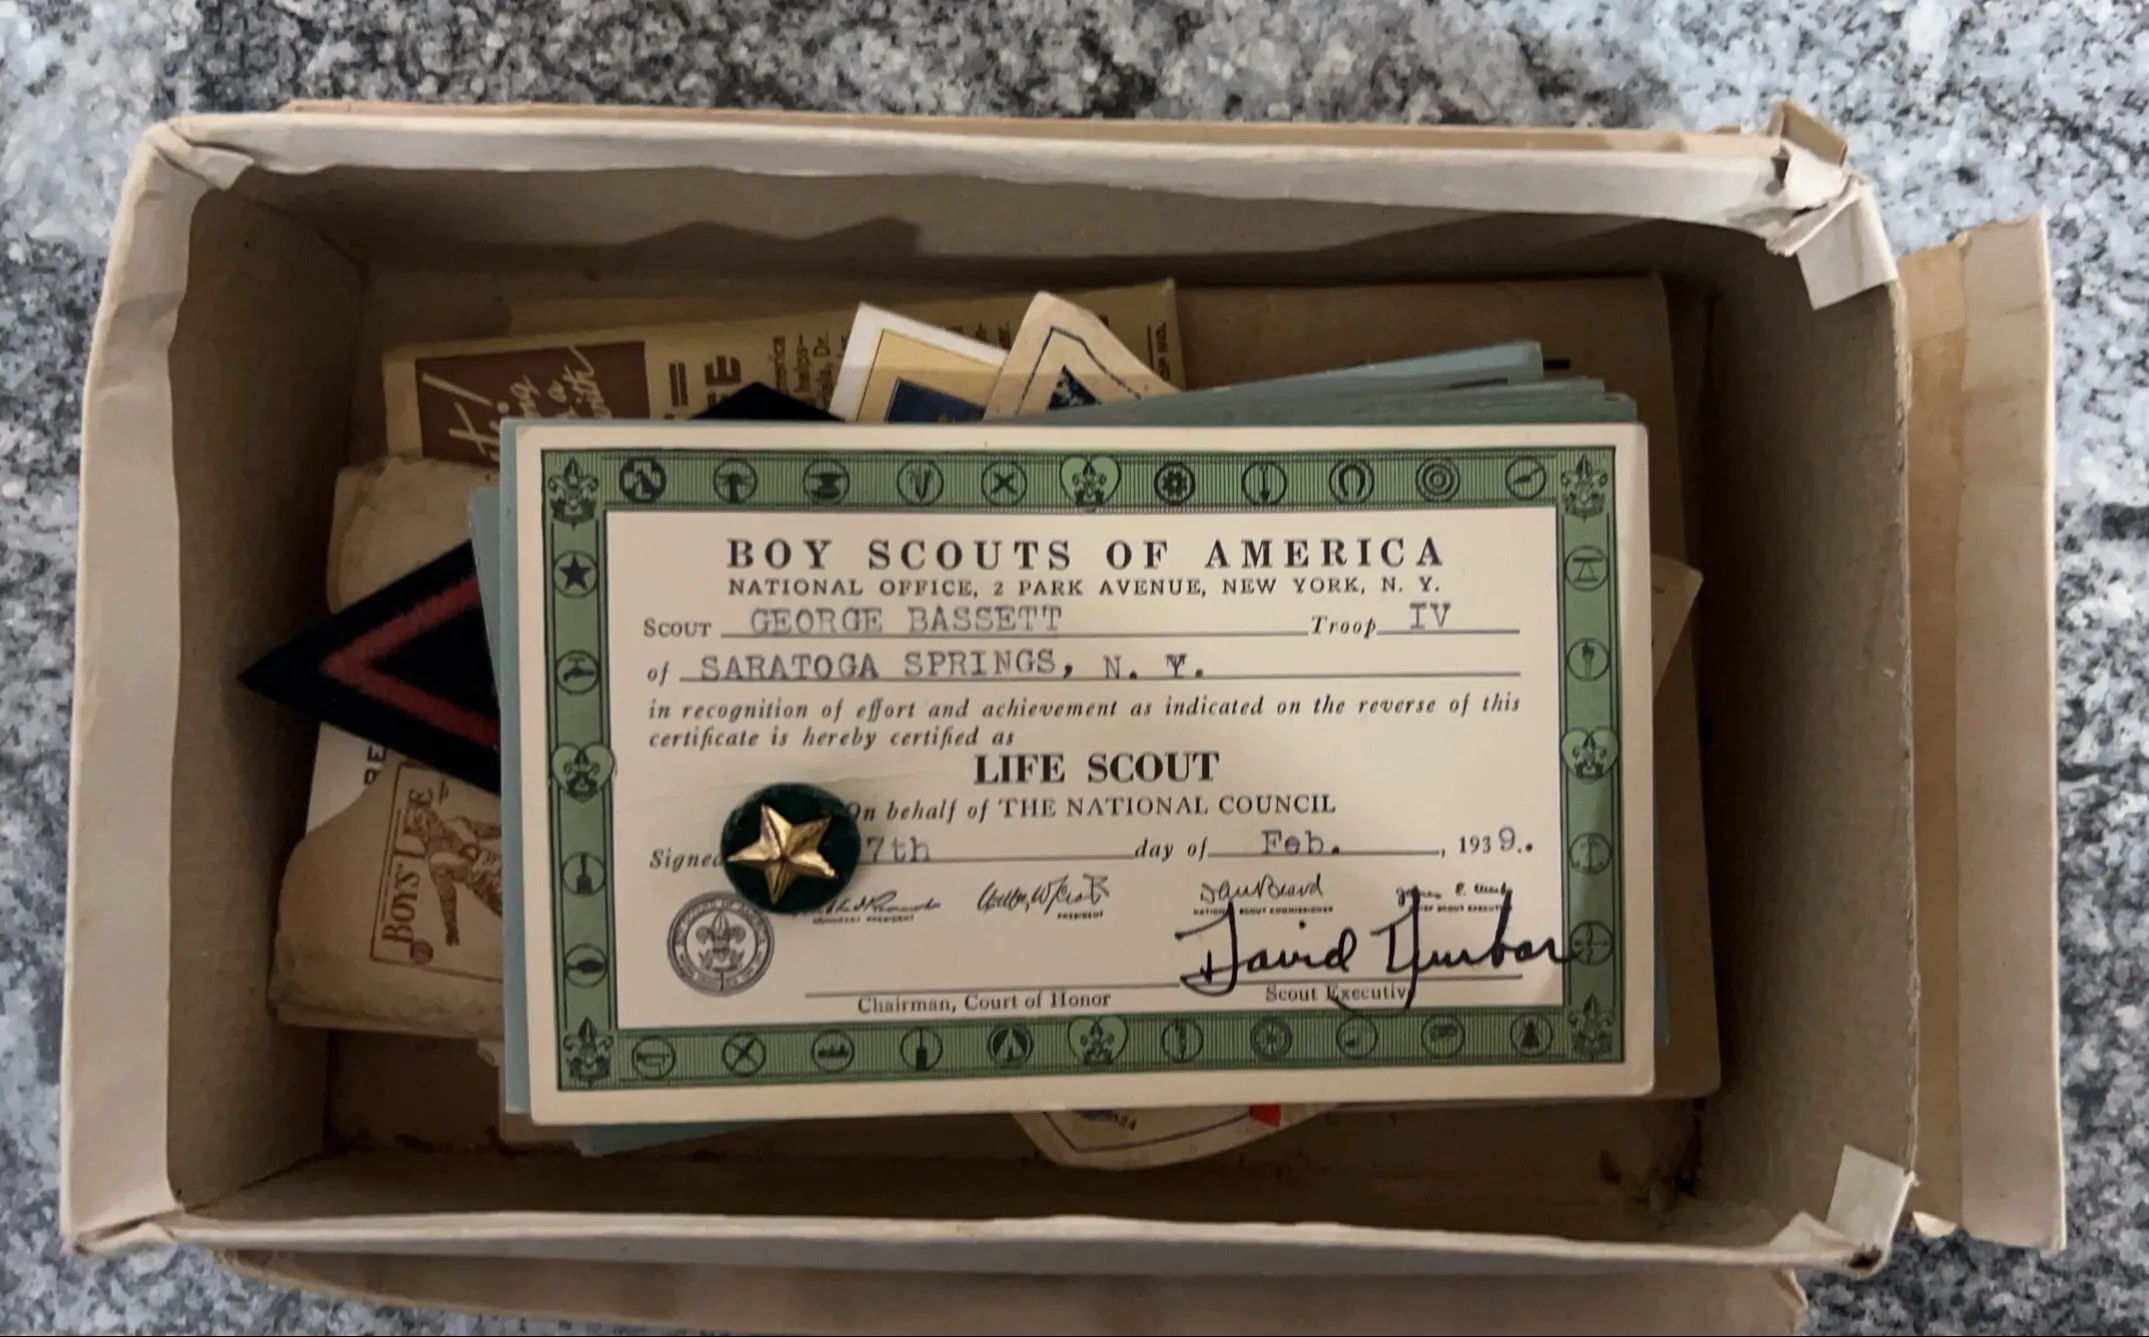 BOY SCOUTS OF AMERICA
NATIONAL OFFICE, 2 PARK AVENUE, NEW YORK, N. Y.
SCOUT GEORGE BASSETT Troop IV
of SARATOGA SPRINGS, N. Y.
in recognition of effort and achievement as indicated on the reverse of this
certificate is hereby certified as
LIFE SCOUT
On behalf of THE NATIONAL COUNCIL
Signed 7th day of Feb., 1939.
PRESIDENT
David Dunbar
Chairman, Court of Honor
Scout Executive
BOYS' LIFE